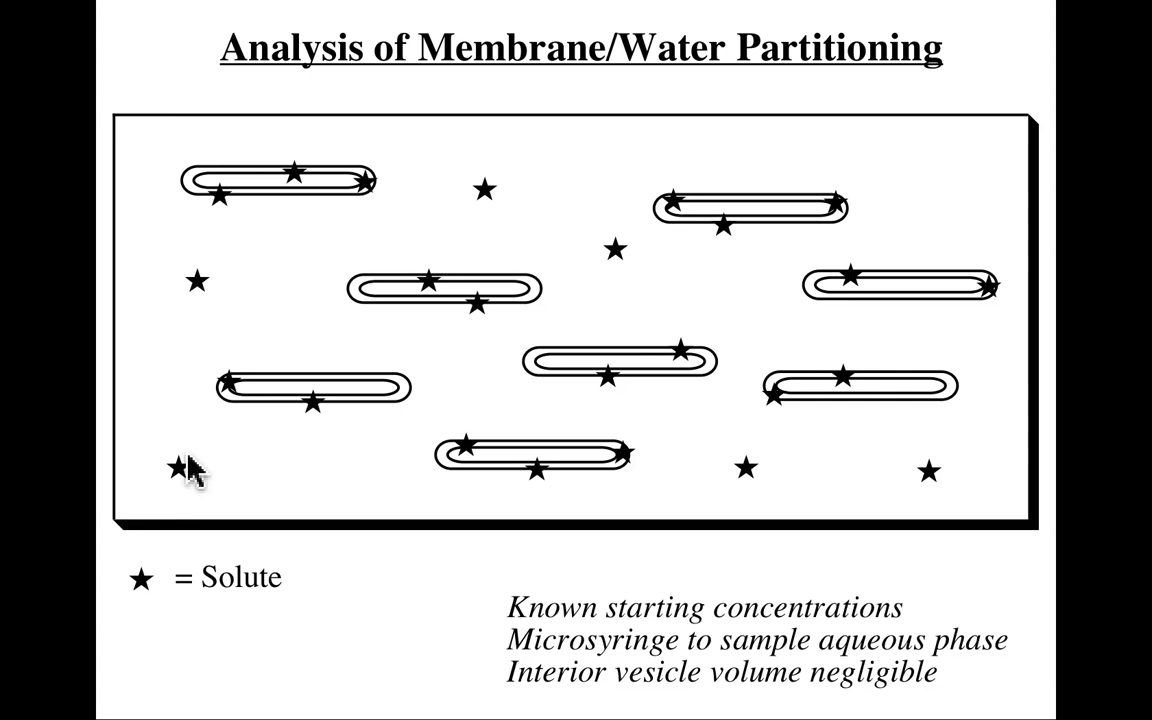 Analysis of Membrane/Water Partitioning
= Solute
Known starting concentrations
Microsyringe to sample aqueous phase
Interior vesicle volume negligible